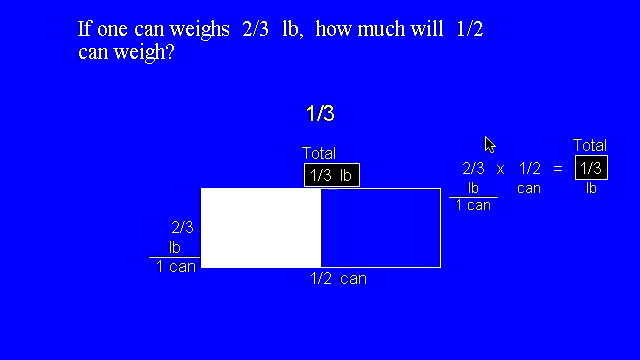 If one can weighs 2/3 lb, how much will 1/2
can weigh?
1/3
Total
1/3 lb
2/3
lb
1 can
1/2 can
Total
2/3 x 1/2 = 1/3
lb can lb
1 can